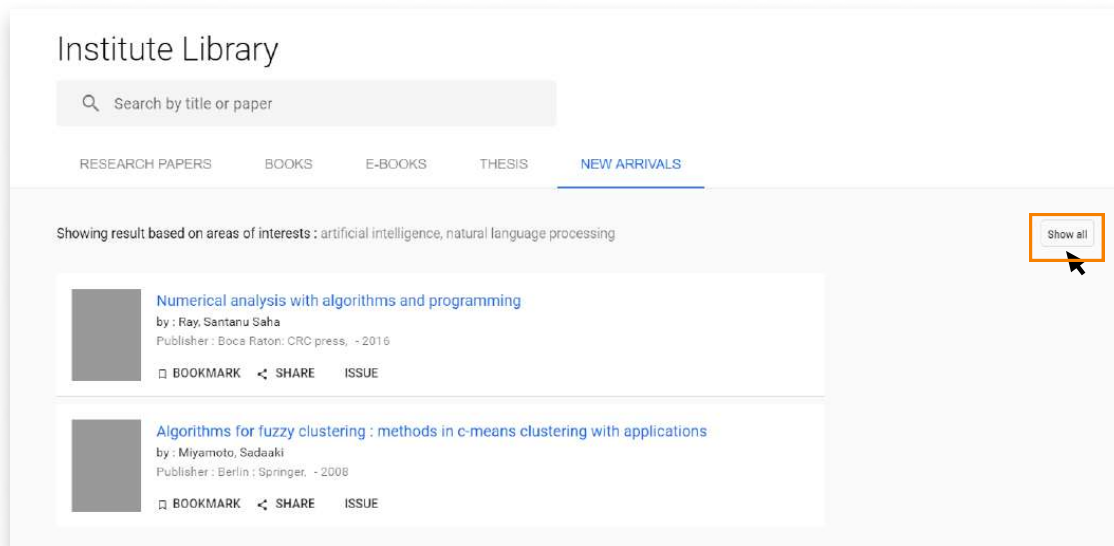 Institute Library
Search by title or paper
RESEARCH PAPERS BOOKS E-BOOKS THESIS NEW ARRIVALS
Showing result based on areas of interests : artificial intelligence, natural language processing
Show all
Numerical analysis with algorithms and programming
by : Ray, Santanu Saha
Publisher : Boca Raton: CRC press, - 2016
BOOKMARK SHARE ISSUE
Algorithms for fuzzy clustering : methods in c-means clustering with applications
by : Miyamoto, Sadaaki
Publisher : Berlin : Springer, - 2008
BOOKMARK SHARE ISSUE